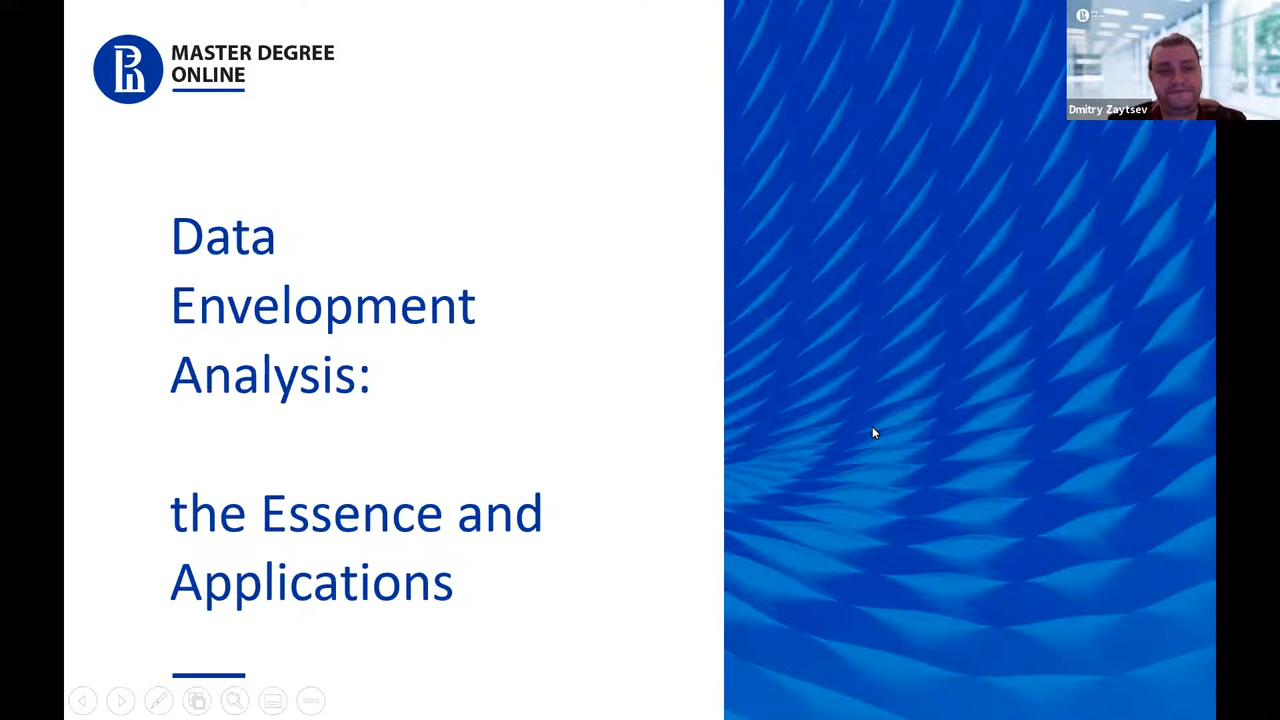 MASTER DEGREE
ONLINE
Dmitry Zaytsev
Data
Envelopment
Analysis:
the Essence and
Applications